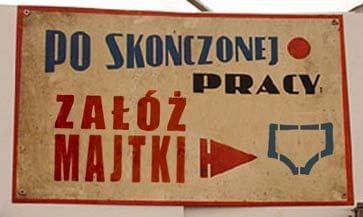 PO SKONCZONEJ
PRACY
ZAŁÓŻ
MAJTKI